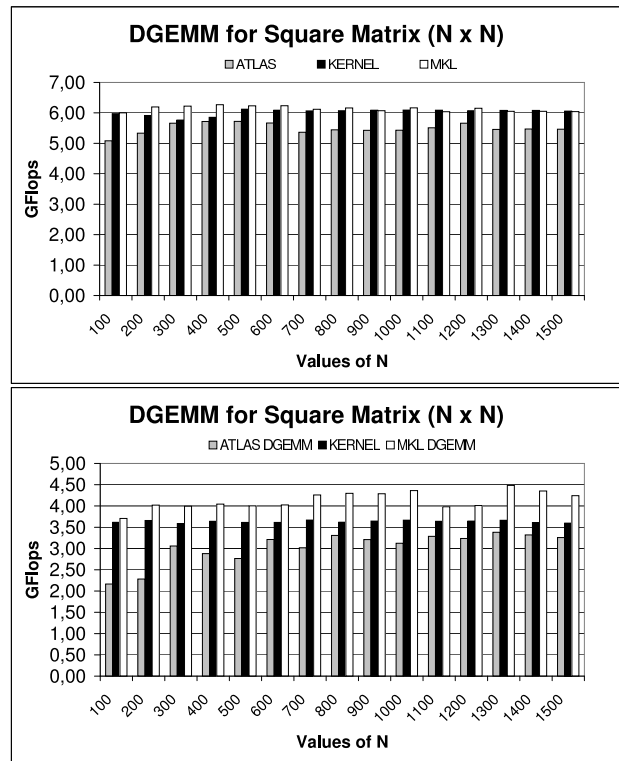 DGEMM for Square Matrix (N x N)
ATLAS KERNEL MKL
7,00
6,00
5,00
4,00
3,00
2,00
1,00
0,00
GFlops
100 200 300 400 500 600 700 800 900 1000 1100 1200 1300 1400 1500
Values of N
DGEMM for Square Matrix (N x N)
ATLAS DGEMM KERNEL MKL DGEMM
5,00
4,50
4,00
3,50
3,00
2,50
2,00
1,50
1,00
0,50
0,00
GFlops
100 200 300 400 500 600 700 800 900 1000 1100 1200 1300 1400 1500
Values of N